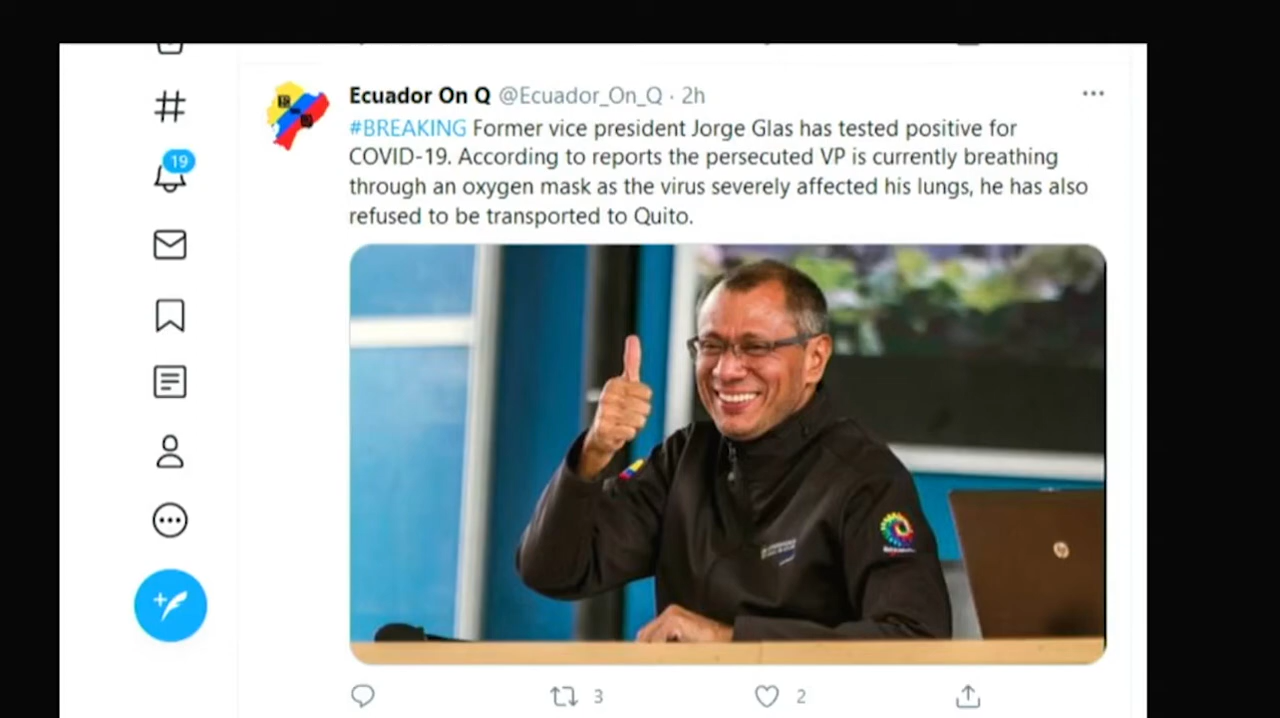 19
Ecuador On Q @Ecuador_On_Q · 2h
#BREAKING Former vice president Jorge Glas has tested positive for
COVID-19. According to reports the persecuted VP is currently breathing
through an oxygen mask as the virus severely affected his lungs, he has also
refused to be transported to Quito.
hp
3
2